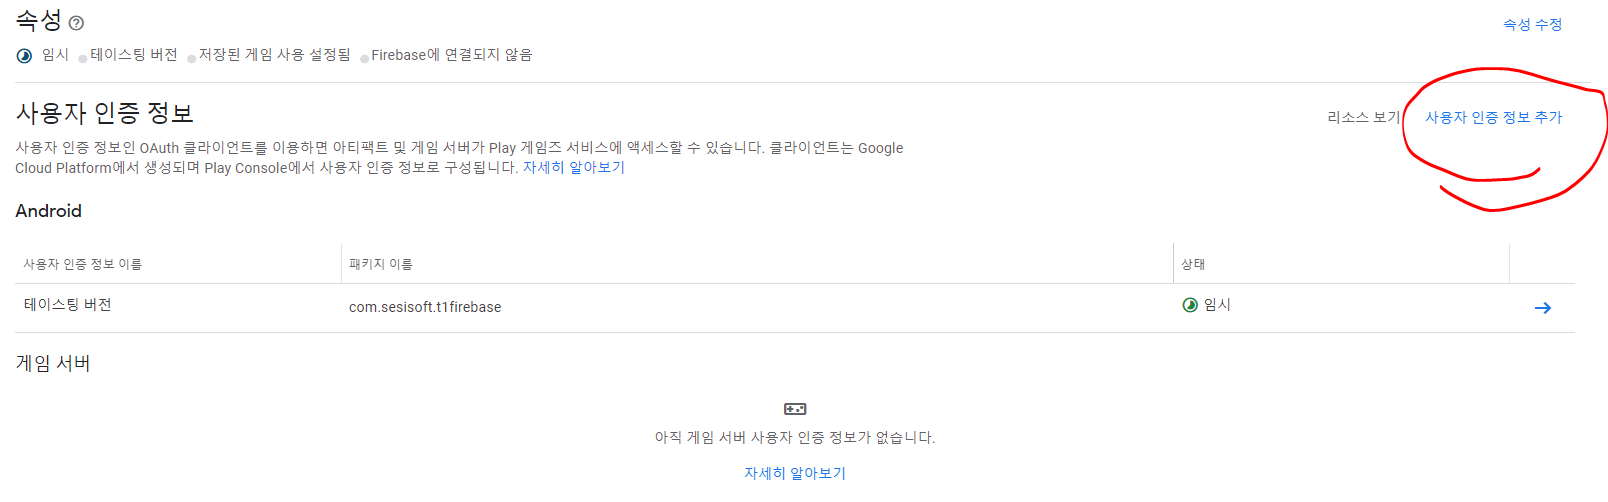 속성
속성 수정
임시 테이스팅 버전 저장된 게임 사용 설정됨 Firebase에 연결되지 않음
사용자 인증 정보
리소스 보기 사용자 인증 정보 추가
사용자 인증 정보인 OAuth 클라이언트를 이용하면 아티팩트 및 게임 서버가 Play 게임즈 서비스에 액세스할 수 있습니다. 클라이언트는 Google
Cloud Platform에서 생성되며 Play Console에서 사용자 인증 정보로 구성됩니다. 자세히 알아보기
Android
사용자 인증 정보 이름 패키지 이름 상태
테이스팅 버전 com.sesisoft.t1firebase 임시
게임 서버
아직 게임 서버 사용자 인증 정보가 없습니다.
자세히 알아보기